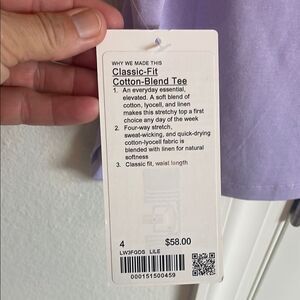 WHY WE MADE THIS
Classic-Fit
Cotton-Blend Tee
1. An everyday essential,
elevated. A soft blend of
cotton, lyocell, and linen
makes this stretchy top a first
choice any day of the week
2. Four-way stretch,
sweat-wicking, and quick-drying
cotton-lyocell fabric is
blended with linen for natural
softness
3. Classic fit, waist length
4 $58.00
LW3FQDS LILE
000151500459